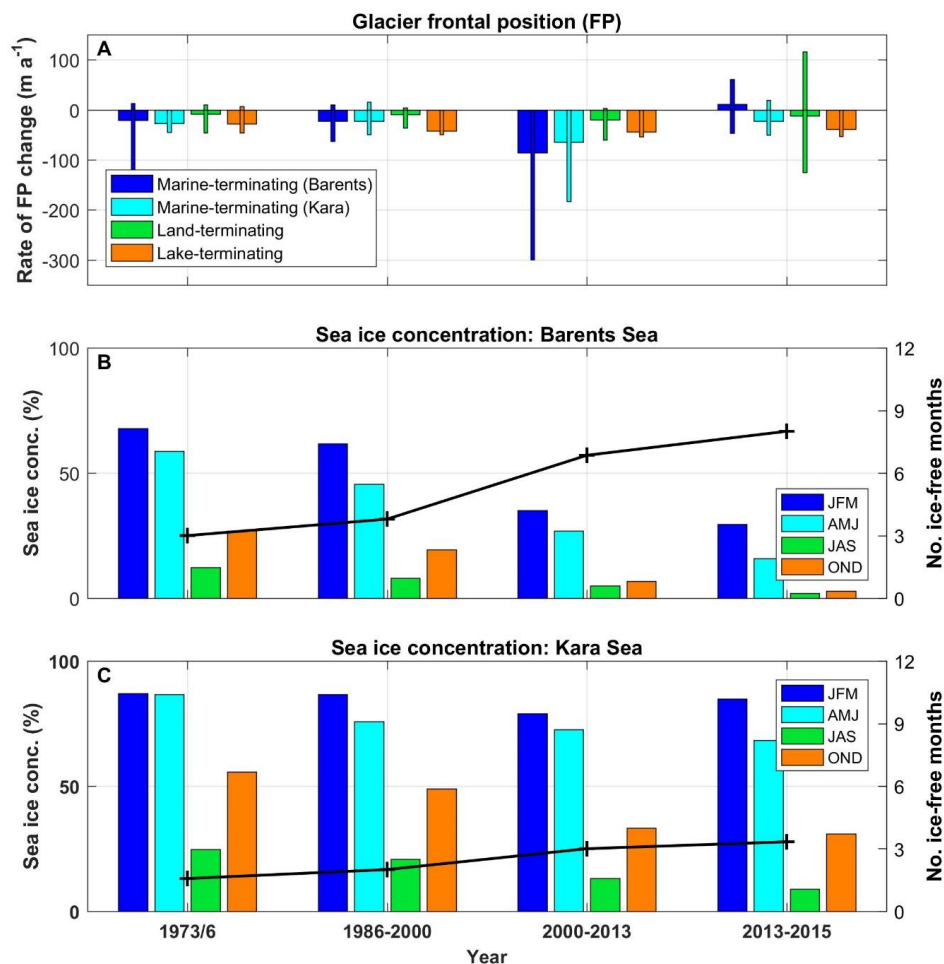 Glacier frontal position (FP)
A
Rate of FP change (m a⁻¹)
100
0
-100
-200
-300
Marine-terminating (Barents)
Marine-terminating (Kara)
Land-terminating
Lake-terminating
Sea ice concentration: Barents Sea
B
Sea ice conc. (%)
100
50
0
12
9
6
3
0
No. ice-free months
JFM
AMJ
JAS
OND
Sea ice concentration: Kara Sea
C
Sea ice conc. (%)
100
50
0
12
9
6
3
0
No. ice-free months
JFM
AMJ
JAS
OND
1973/6 1986-2000 2000-2013 2013-2015
Year